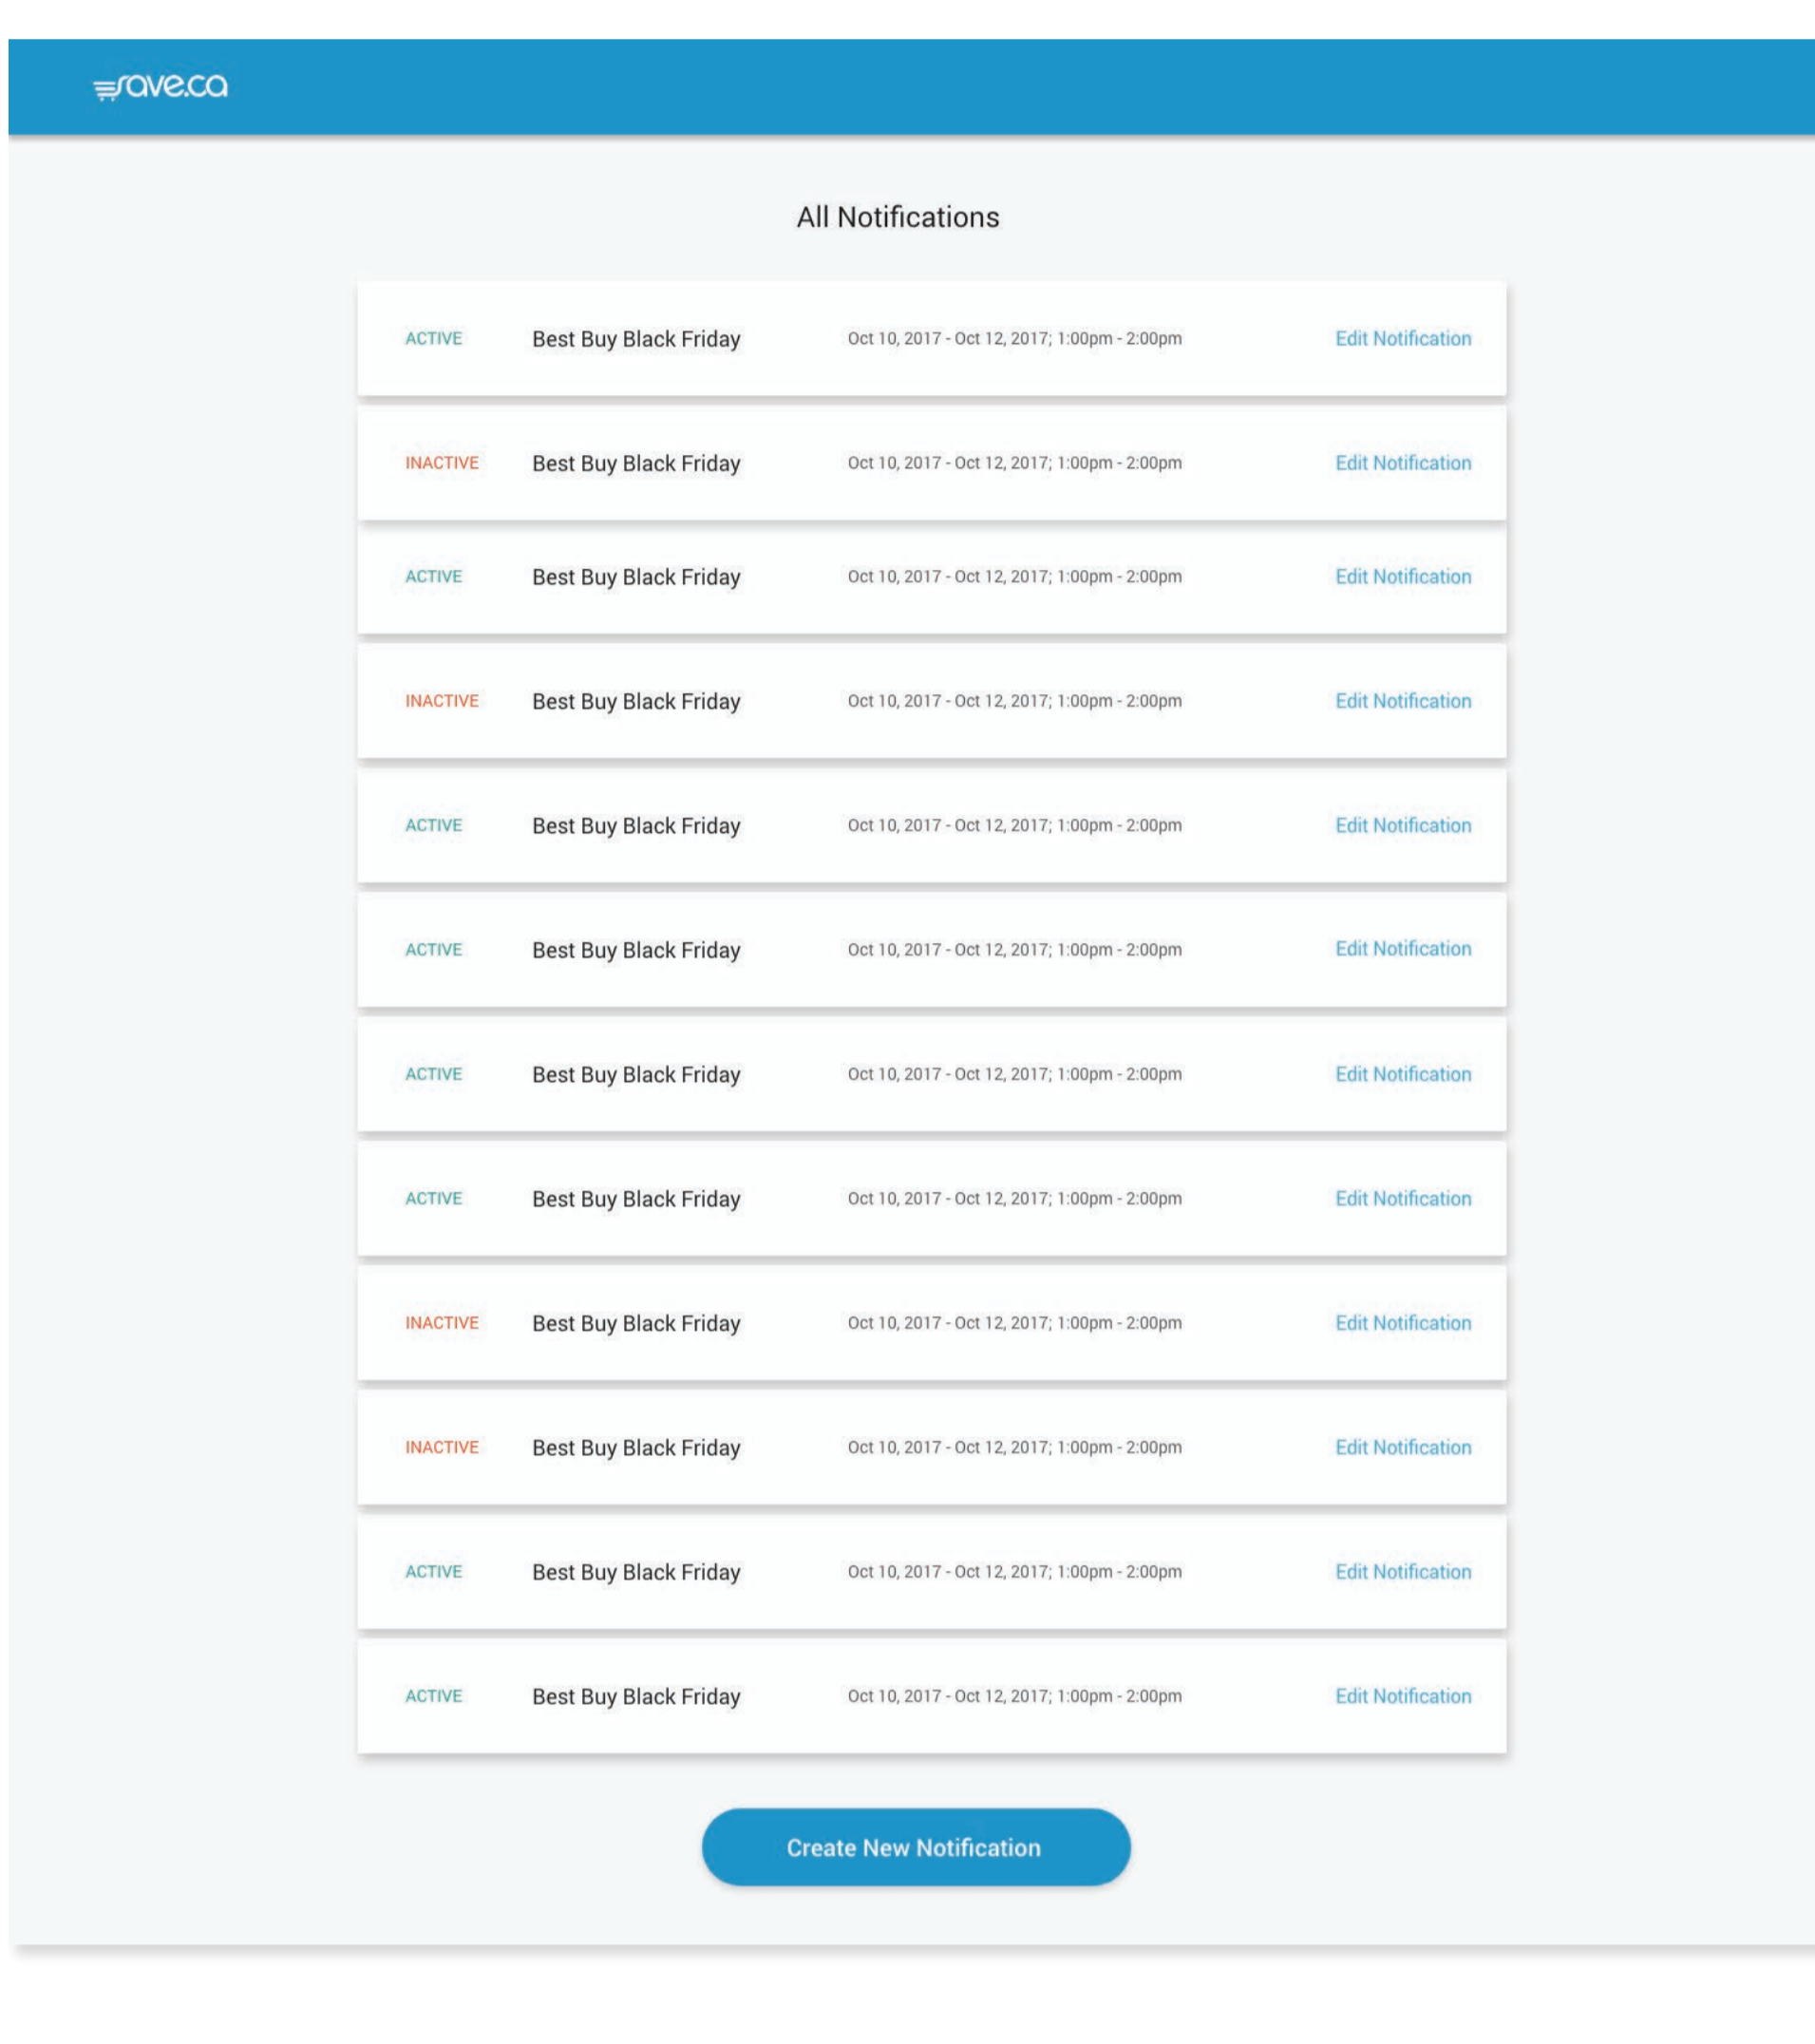 save.ca
All Notifications
ACTIVE Best Buy Black Friday Oct 10, 2017 - Oct 12, 2017; 1:00pm - 2:00pm Edit Notification
INACTIVE Best Buy Black Friday Oct 10, 2017 - Oct 12, 2017; 1:00pm - 2:00pm Edit Notification
ACTIVE Best Buy Black Friday Oct 10, 2017 - Oct 12, 2017; 1:00pm - 2:00pm Edit Notification
INACTIVE Best Buy Black Friday Oct 10, 2017 - Oct 12, 2017; 1:00pm - 2:00pm Edit Notification
ACTIVE Best Buy Black Friday Oct 10, 2017 - Oct 12, 2017; 1:00pm - 2:00pm Edit Notification
ACTIVE Best Buy Black Friday Oct 10, 2017 - Oct 12, 2017; 1:00pm - 2:00pm Edit Notification
ACTIVE Best Buy Black Friday Oct 10, 2017 - Oct 12, 2017; 1:00pm - 2:00pm Edit Notification
ACTIVE Best Buy Black Friday Oct 10, 2017 - Oct 12, 2017; 1:00pm - 2:00pm Edit Notification
INACTIVE Best Buy Black Friday Oct 10, 2017 - Oct 12, 2017; 1:00pm - 2:00pm Edit Notification
INACTIVE Best Buy Black Friday Oct 10, 2017 - Oct 12, 2017; 1:00pm - 2:00pm Edit Notification
ACTIVE Best Buy Black Friday Oct 10, 2017 - Oct 12, 2017; 1:00pm - 2:00pm Edit Notification
ACTIVE Best Buy Black Friday Oct 10, 2017 - Oct 12, 2017; 1:00pm - 2:00pm Edit Notification
Create New Notification